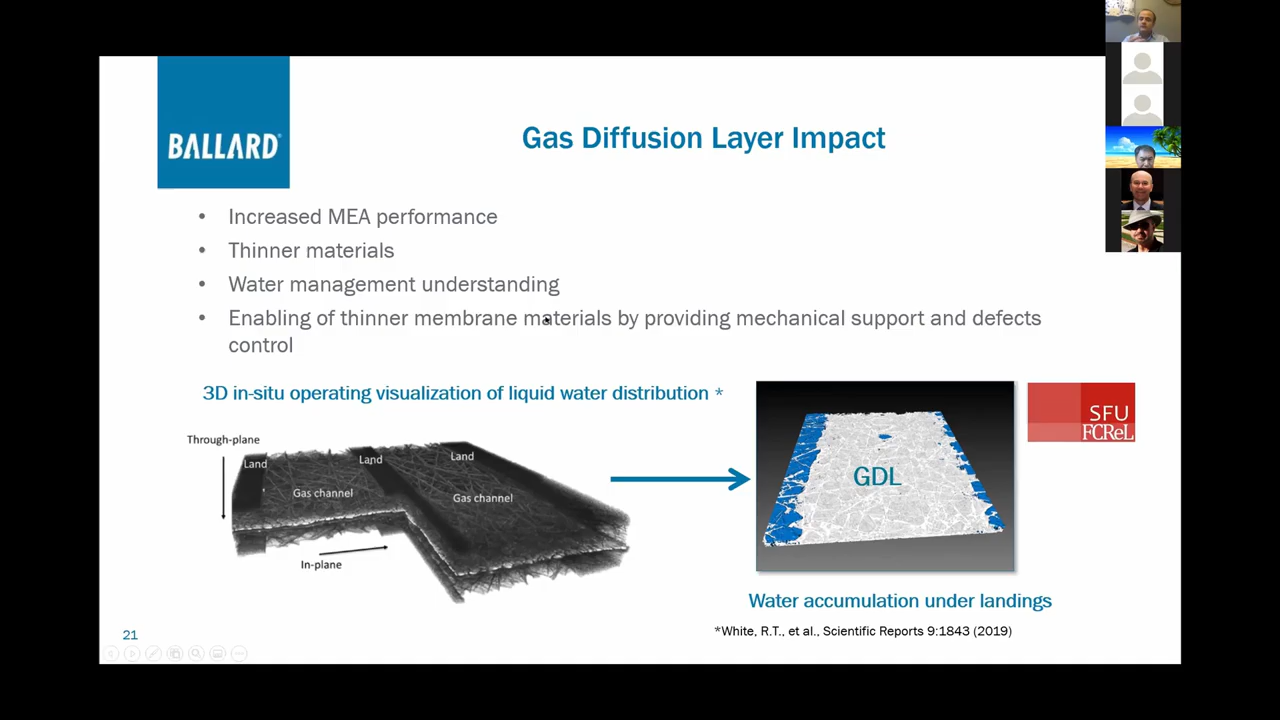 BALLARD®
Gas Diffusion Layer Impact
• Increased MEA performance
• Thinner materials
• Water management understanding
• Enabling of thinner membrane materials by providing mechanical support and defects
control
3D in-situ operating visualization of liquid water distribution *
Through-plane
Land
Land
Land
Gas channel
Gas channel
In-plane
GDL
SFU
FCReL
Water accumulation under landings
*White, R.T., et al., Scientific Reports 9:1843 (2019)
21